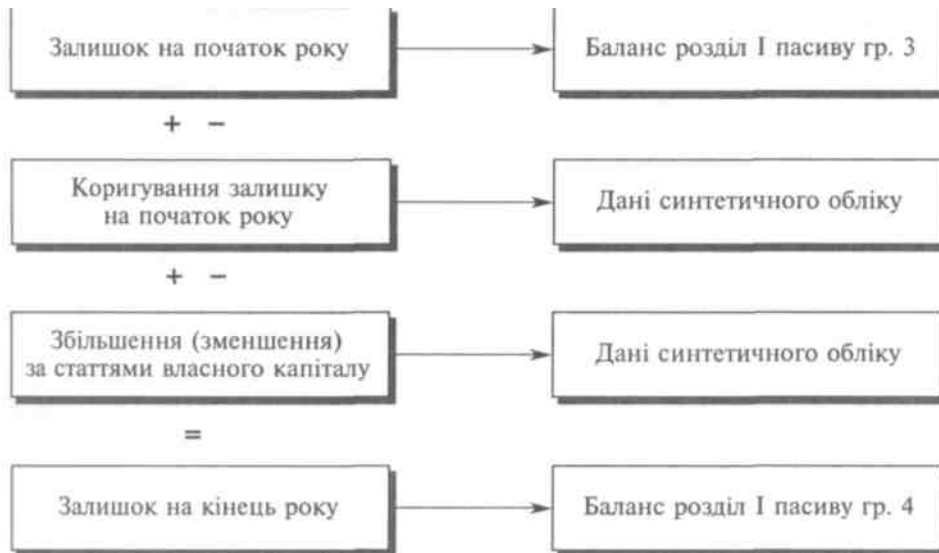 Залишок на початок року
Баланс розділ I пасиву гр. 3
+ −
Коригування залишку
на початок року
Дані синтетичного обліку
+ −
Збільшення (зменшення)
за статтями власного капіталу
Дані синтетичного обліку
=
Залишок на кінець року
Баланс розділ I пасиву гр. 4